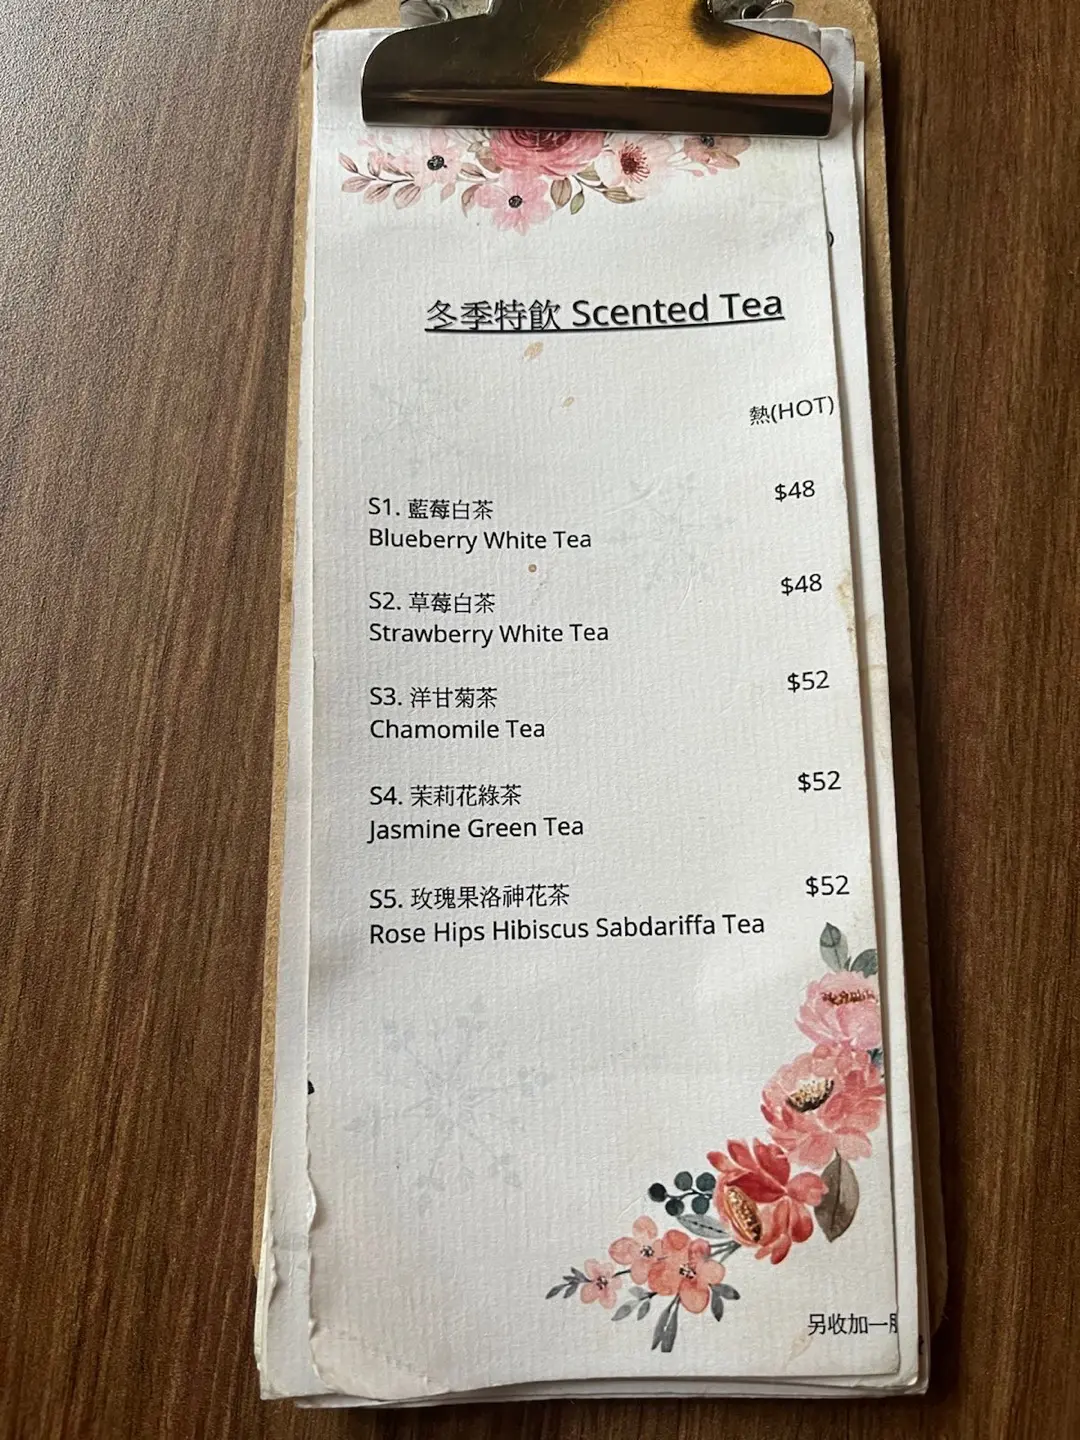 冬季特飲 Scented Tea
熱(HOT)
S1. 藍莓白茶 $48
Blueberry White Tea
S2. 草莓白茶 $48
Strawberry White Tea
S3. 洋甘菊茶 $52
Chamomile Tea
S4. 茉莉花綠茶 $52
Jasmine Green Tea
S5. 玫瑰果洛神花茶 $52
Rose Hips Hibiscus Sabdariffa Tea
另收加一